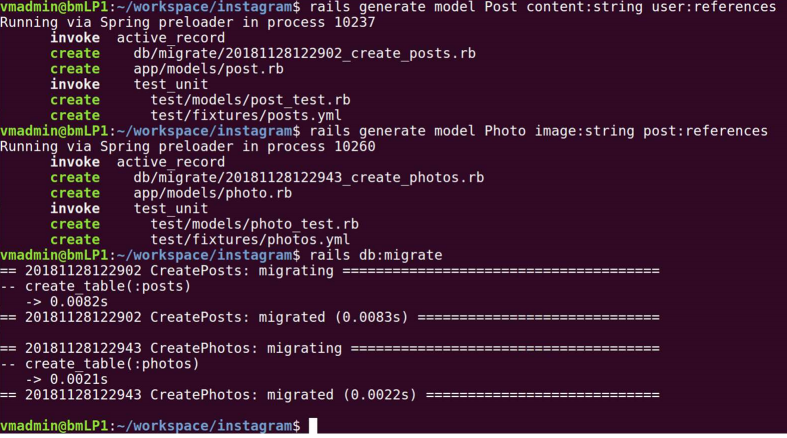 vmadmin@bmLP1:~/workspace/instagram$ rails generate model Post content:string user:references
Running via Spring preloader in process 10237
      invoke  active_record
      create    db/migrate/20181128122902_create_posts.rb
      create    app/models/post.rb
      invoke    test_unit
      create      test/models/post_test.rb
      create      test/fixtures/posts.yml
vmadmin@bmLP1:~/workspace/instagram$ rails generate model Photo image:string post:references
Running via Spring preloader in process 10260
      invoke  active_record
      create    db/migrate/20181128122943_create_photos.rb
      create    app/models/photo.rb
      invoke    test_unit
      create      test/models/photo_test.rb
      create      test/fixtures/photos.yml
vmadmin@bmLP1:~/workspace/instagram$ rails db:migrate
== 20181128122902 CreatePosts: migrating ======================================
-- create_table(:posts)
   -> 0.0082s
== 20181128122902 CreatePosts: migrated (0.0083s) =============================
== 20181128122943 CreatePhotos: migrating =====================================
-- create_table(:photos)
   -> 0.0021s
== 20181128122943 CreatePhotos: migrated (0.0022s) ============================
vmadmin@bmLP1:~/workspace/instagram$